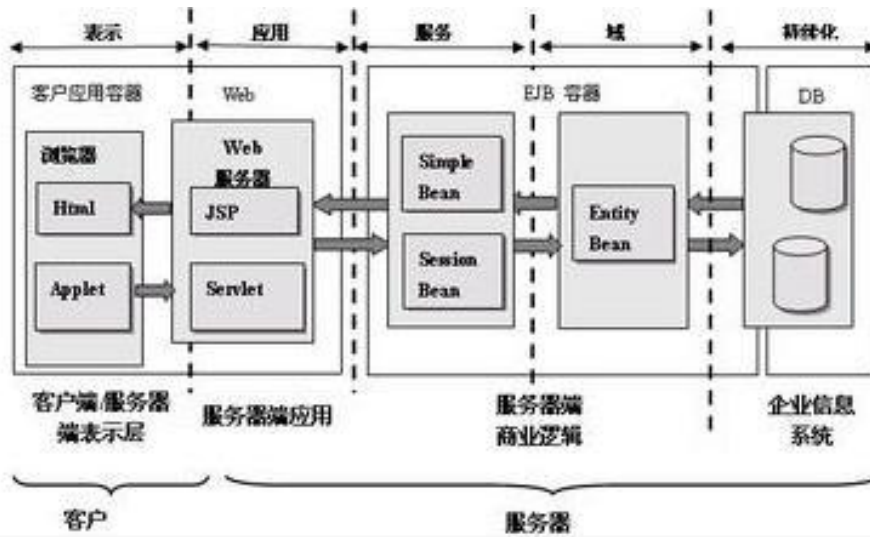 表示 应用 服务 域 持续化
客户应用容器 Web EJB 容器 DB
浏览器
Html
Applet
Web
服务器
JSP
Servlet
Simple
Bean
Session
Bean
Entity
Bean
客户端/服务器
端表示层
服务器端应用
服务器端
商业逻辑
企业信息
系统
客户
服务器